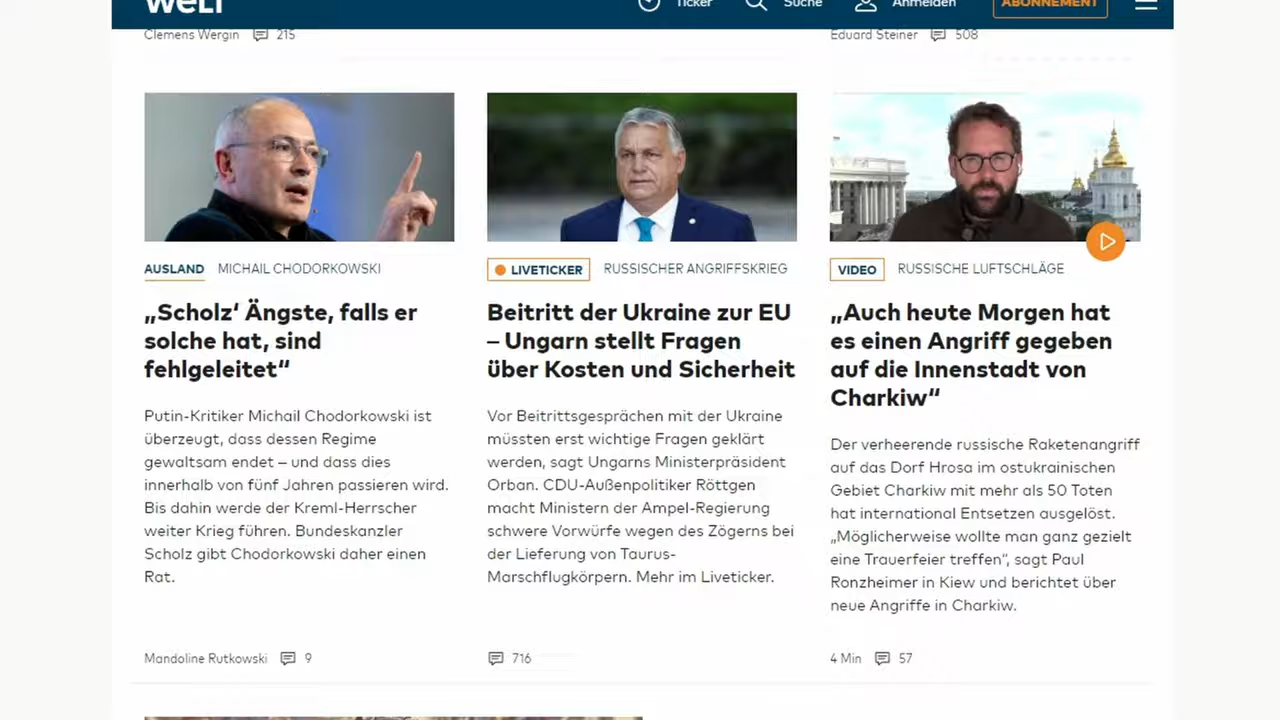 welt
Ticker
Suche
Anmelden
ABONNEMENT
Clemens Wergin 215
Eduard Steiner 508
AUSLAND MICHAIL CHODORKOWSKI
„Scholz‘ Ängste, falls er
solche hat, sind
fehlgeleitet“
Putin-Kritiker Michail Chodorkowski ist
überzeugt, dass dessen Regime
gewaltsam endet – und dass dies
innerhalb von fünf Jahren passieren wird.
Bis dahin werde der Kreml-Herrscher
weiter Krieg führen. Bundeskanzler
Scholz gibt Chodorkowski daher einen
Rat.
Mandoline Rutkowski 9
LIVETICKER RUSSISCHER ANGRIFFSKRIEG
Beitritt der Ukraine zur EU
– Ungarn stellt Fragen
über Kosten und Sicherheit
Vor Beitrittsgesprächen mit der Ukraine
müssten erst wichtige Fragen geklärt
werden, sagt Ungarns Ministerpräsident
Orban. CDU-Außenpolitiker Röttgen
macht Ministern der Ampel-Regierung
schwere Vorwürfe wegen des Zögerns bei
der Lieferung von Taurus-
Marschflugkörpern. Mehr im Liveticker.
716
VIDEO RUSSISCHE LUFTSCHLÄGE
„Auch heute Morgen hat
es einen Angriff gegeben
auf die Innenstadt von
Charkiw“
Der verheerende russische Raketenangriff
auf das Dorf Hrosa im ostukrainischen
Gebiet Charkiw mit mehr als 50 Toten
hat international Entsetzen ausgelöst.
„Möglicherweise wollte man ganz gezielt
eine Trauerfeier treffen“, sagt Paul
Ronzheimer in Kiew und berichtet über
neue Angriffe in Charkiw.
4 Min 57